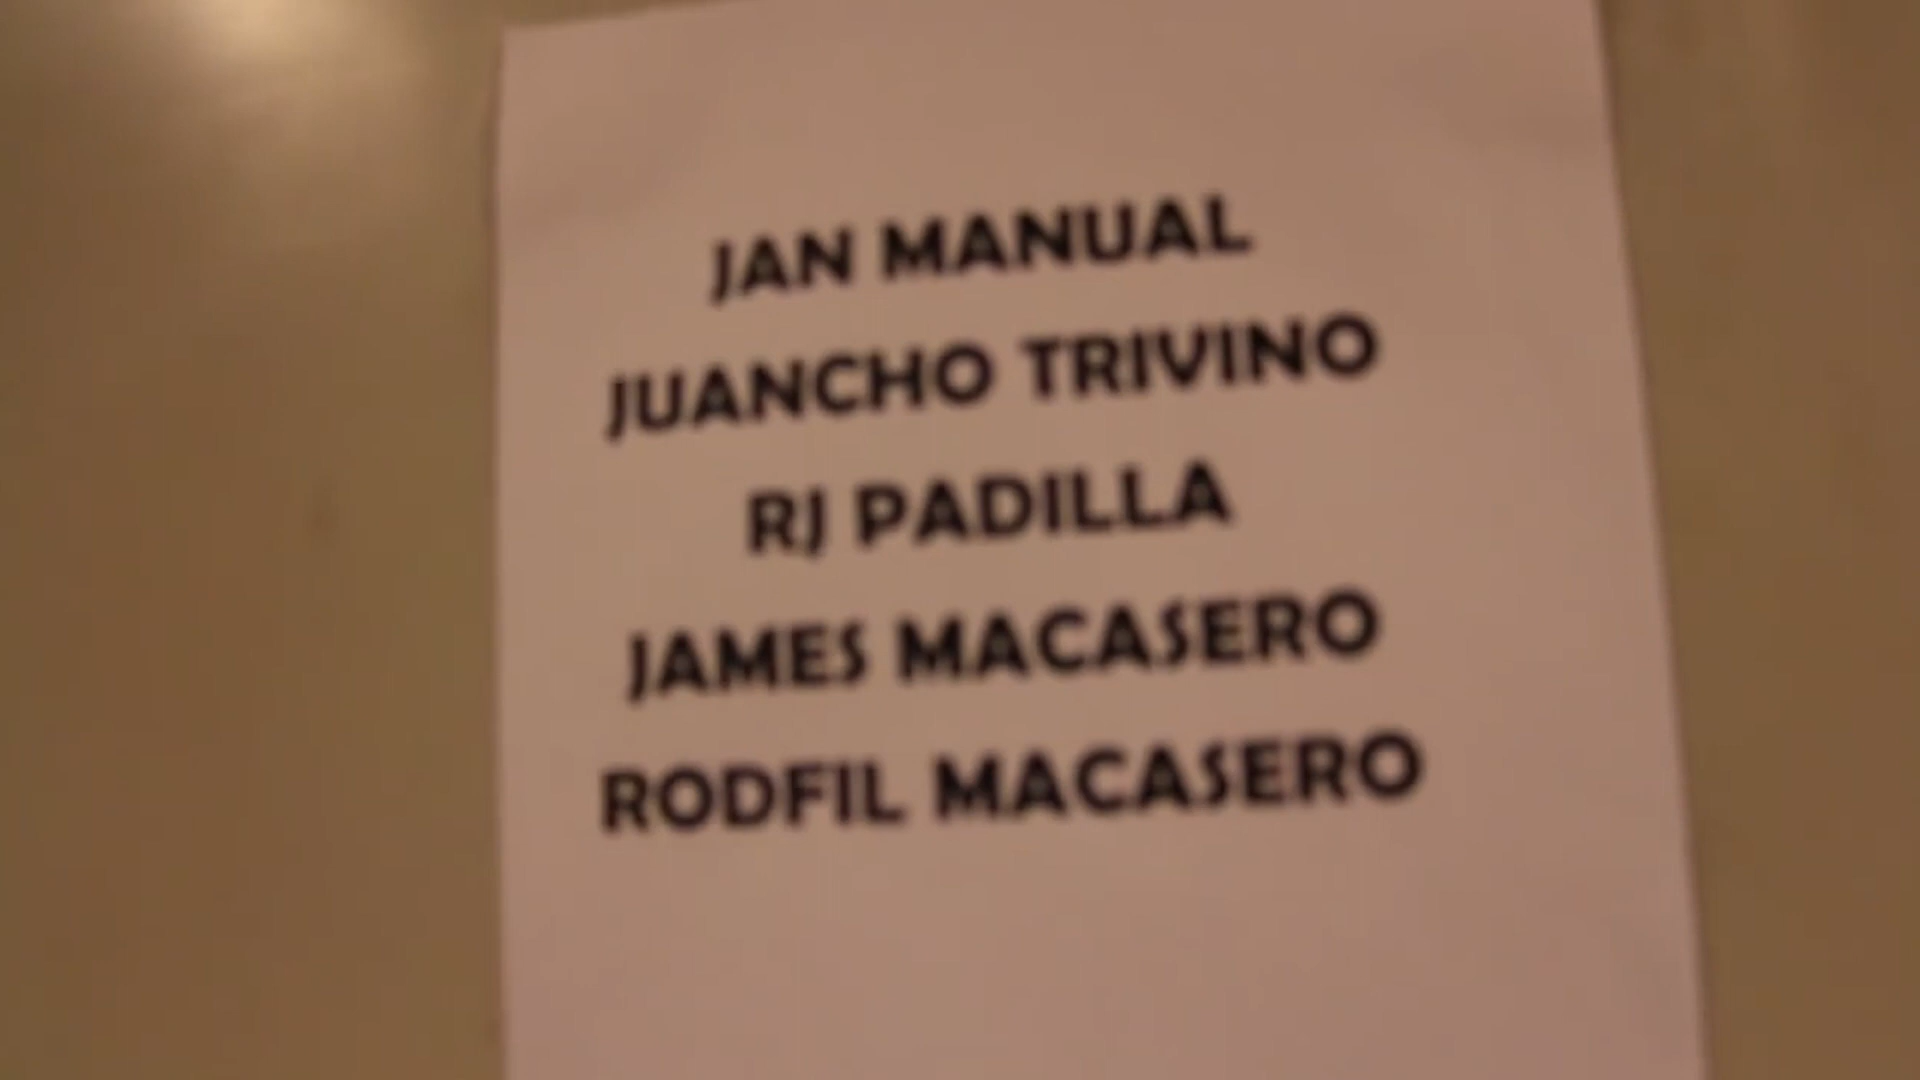 JAN MANUAL
JUANCHO TRIVINO
RJ PADILLA
JAMES MACASERO
RODFIL MACASERO